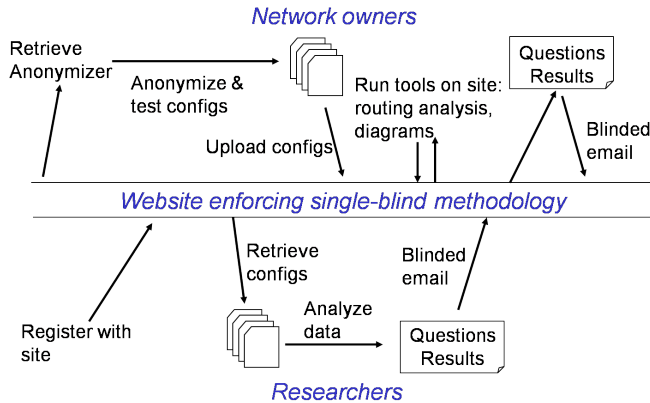 Network owners
Retrieve
Anonymizer
Anonymize &
test configs
Upload configs
Run tools on site:
routing analysis,
diagrams
Questions
Results
Blinded
email
Website enforcing single-blind methodology
Register with
site
Retrieve
configs
Analyze
data
Blinded
email
Questions
Results
Researchers